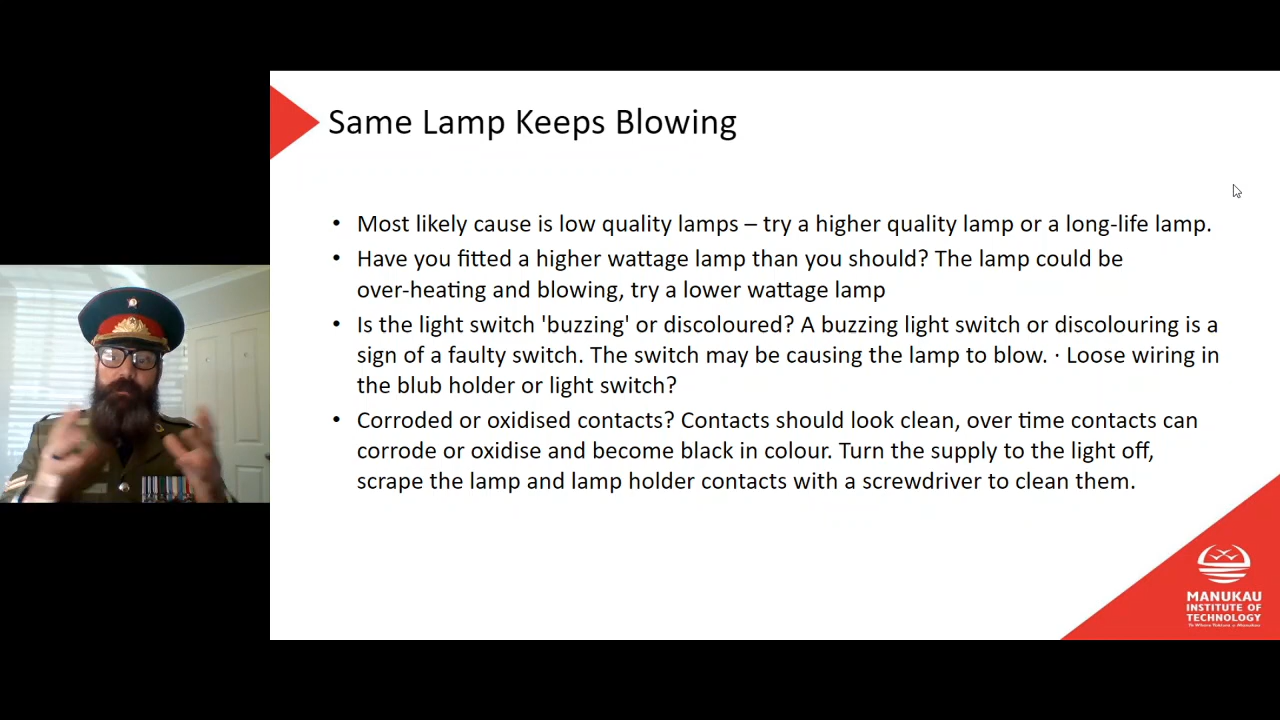 Same Lamp Keeps Blowing
• Most likely cause is low quality lamps – try a higher quality lamp or a long-life lamp.
• Have you fitted a higher wattage lamp than you should? The lamp could be
over-heating and blowing, try a lower wattage lamp
• Is the light switch 'buzzing' or discoloured? A buzzing light switch or discolouring is a
sign of a faulty switch. The switch may be causing the lamp to blow. · Loose wiring in
the blub holder or light switch?
• Corroded or oxidised contacts? Contacts should look clean, over time contacts can
corrode or oxidise and become black in colour. Turn the supply to the light off,
scrape the lamp and lamp holder contacts with a screwdriver to clean them.
MANUKAU
INSTITUTE OF
TECHNOLOGY